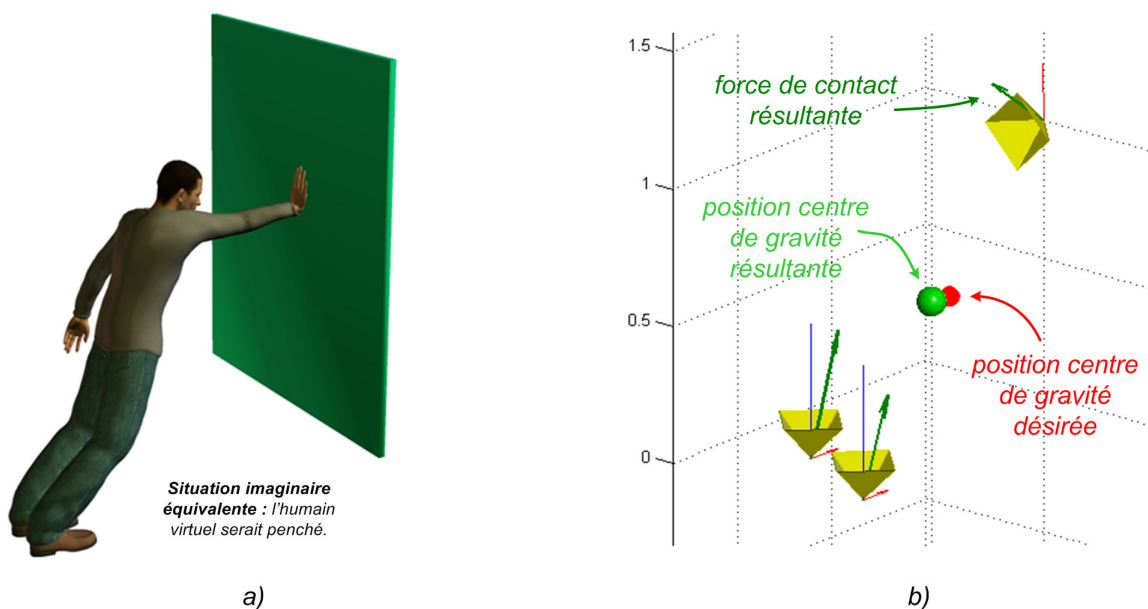 Situation imaginaire
équivalente : l'humain
virtuel serait penché.
a)
1.5
1
0.5
0
force de contact
résultante
position centre
de gravité
résultante
position centre
de gravité
désirée
b)